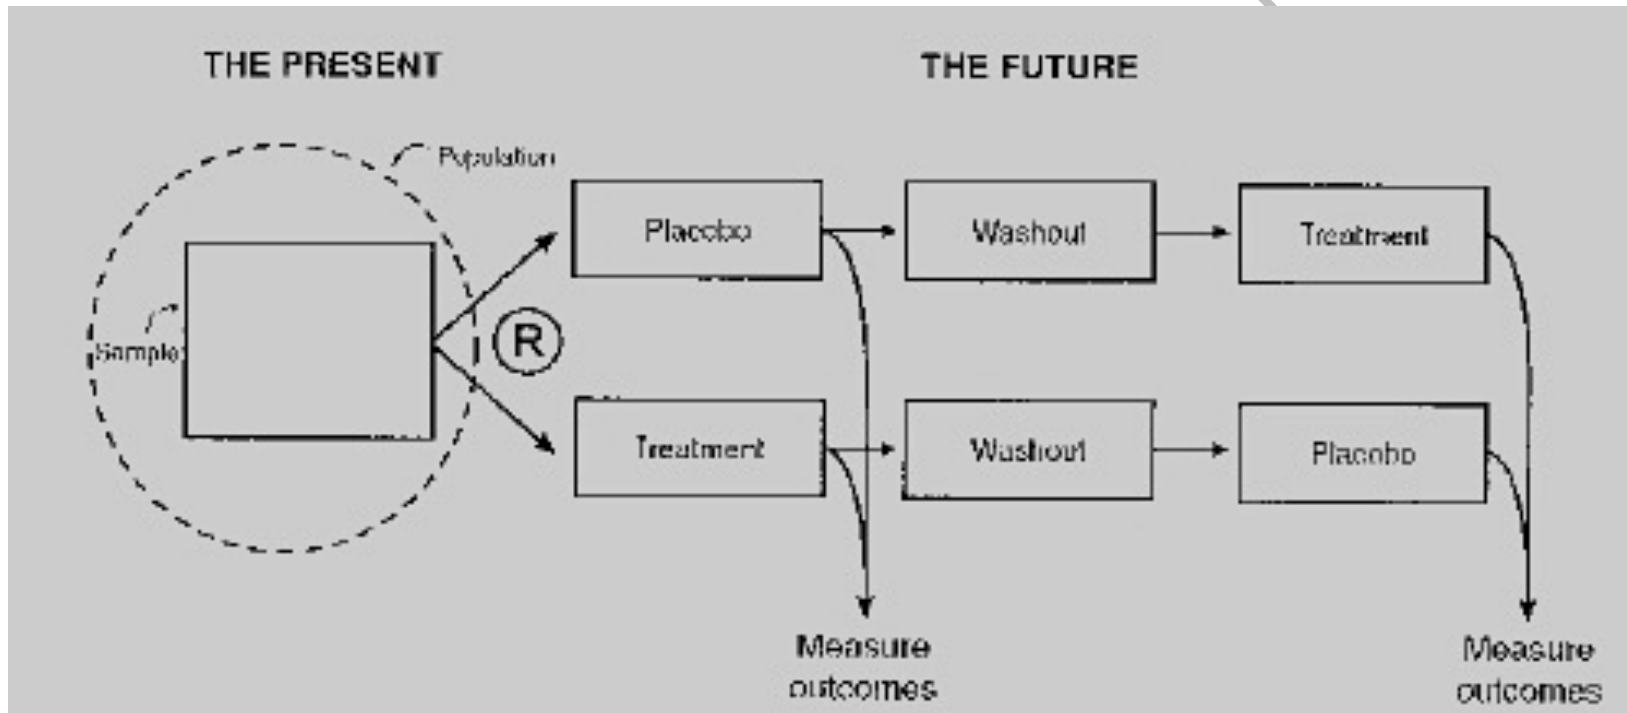 THE PRESENT
THE FUTURE
Population
Sample
R
Placebo
Washout
Treatment
Treatment
Washout
Placebo
Measure
outcomes
Measure
outcomes